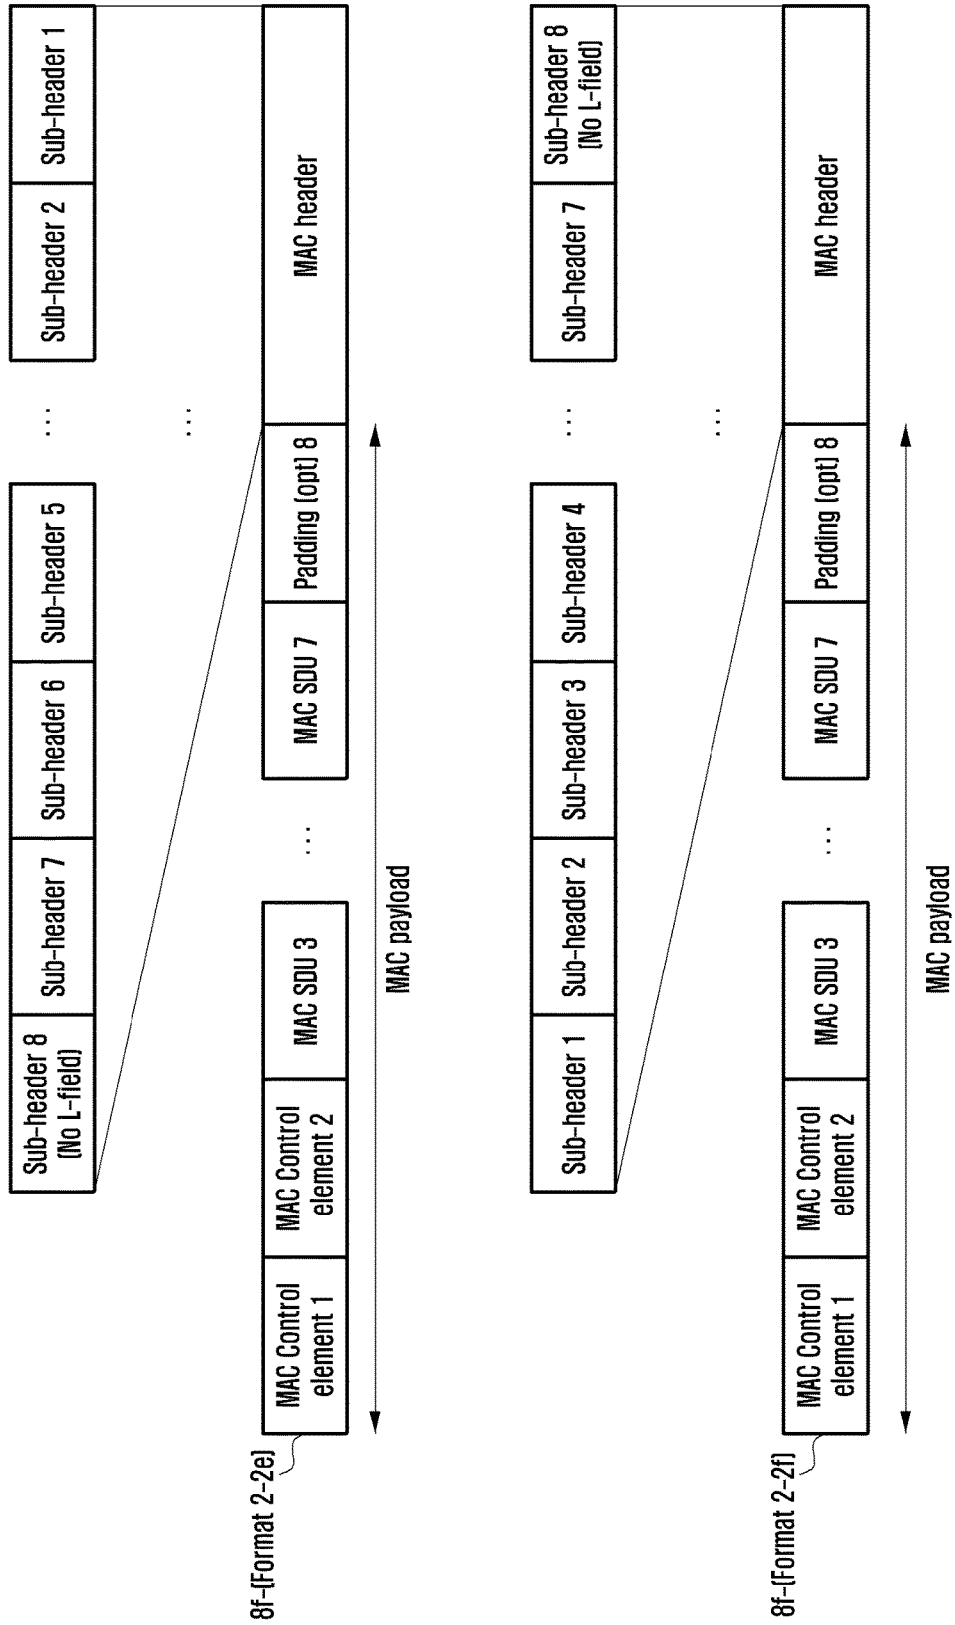 Sub-header 8
(No L-field)
Sub-header 7
Sub-header 6
Sub-header 5
...
Sub-header 2
Sub-header 1
...
8f-(Format 2-2e)
MAC Control
element 1
MAC Control
element 2
MAC SDU 3
...
MAC SDU 7
Padding (opt) 8
MAC header
MAC payload
Sub-header 1
Sub-header 2
Sub-header 3
Sub-header 4
...
Sub-header 7
Sub-header 8
(No L-field)
...
8f-(Format 2-2f)
MAC Control
element 1
MAC Control
element 2
MAC SDU 3
...
MAC SDU 7
Padding (opt) 8
MAC header
MAC payload